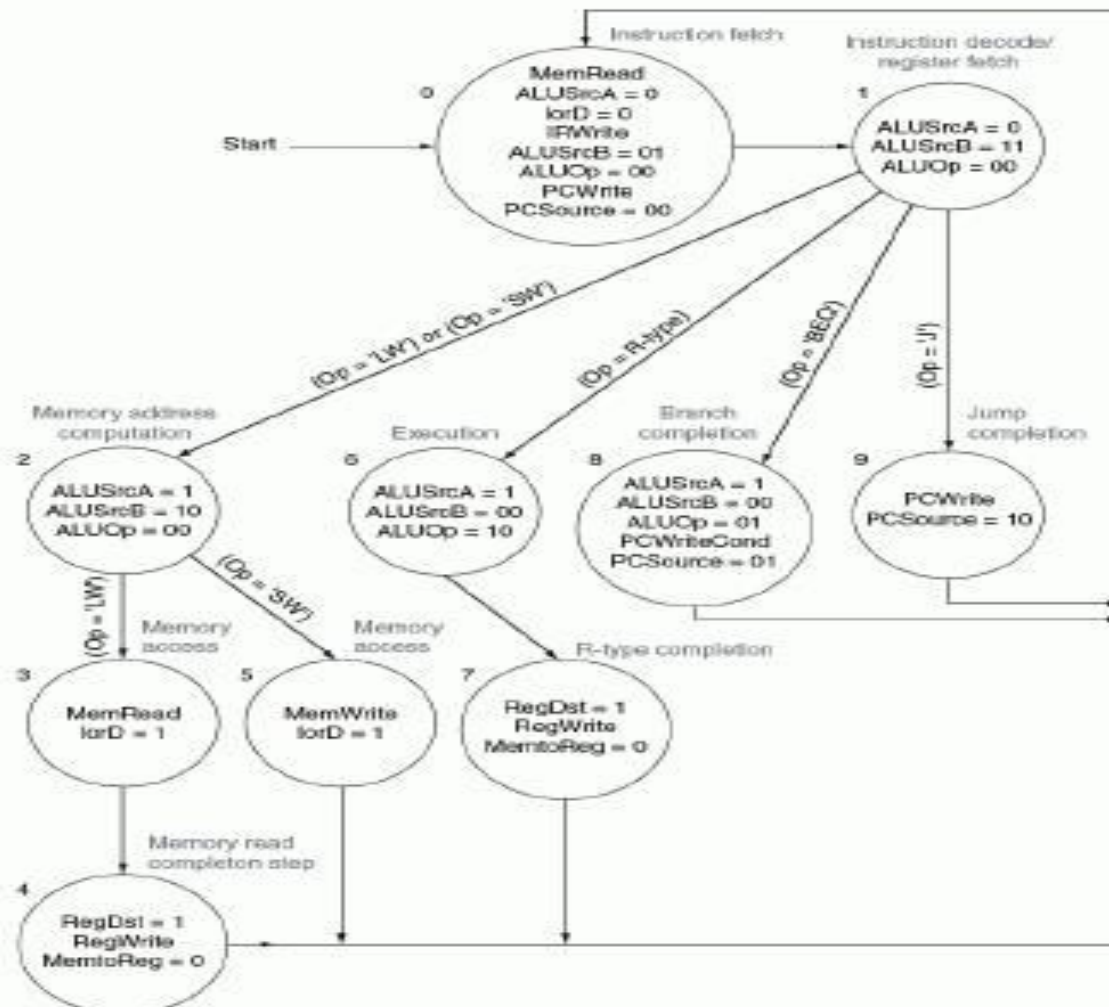 Instruction fetch
Instruction decode/
register fetch
0
MemRead
ALUSrcA = 0
IorD = 0
IRWrite
ALUSrcB = 01
ALUOp = 00
PCWrite
PCSource = 00
1
ALUSrcA = 0
ALUSrcB = 11
ALUOp = 00
Start
(Op = 'LW') or (Op = 'SW')
(Op = R-type)
(Op = 'BEQ')
(Op = 'J')
Memory address
computation
2
ALUSrcA = 1
ALUSrcB = 10
ALUOp = 00
Execution
6
ALUSrcA = 1
ALUSrcB = 00
ALUOp = 10
Branch
completion
8
ALUSrcA = 1
ALUSrcB = 00
ALUOp = 01
PCWriteCond
PCSource = 01
Jump
completion
9
PCWrite
PCSource = 10
(Op = 'LW')
(Op = 'SW')
Memory
access
3
MemRead
IorD = 1
Memory
access
5
MemWrite
IorD = 1
R-type completion
7
RegDst = 1
RegWrite
MemtoReg = 0
Memory read
completon step
4
RegDst = 1
RegWrite
MemtoReg = 0